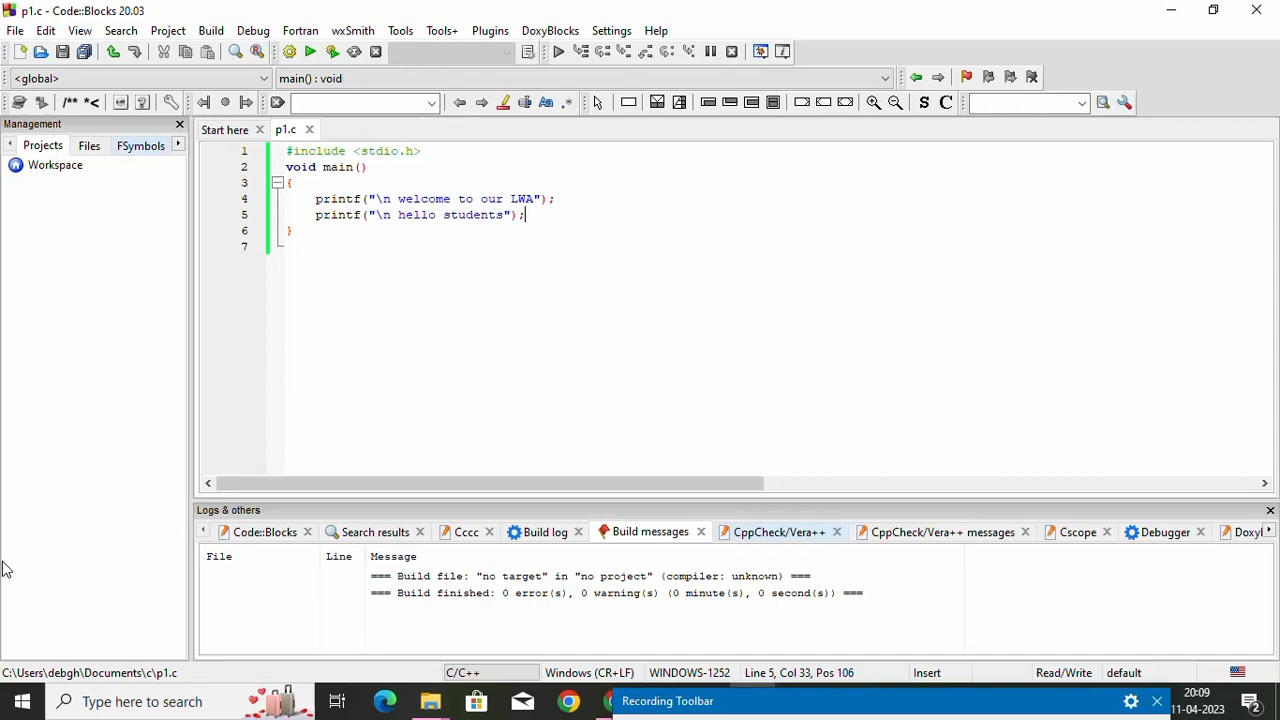 p1.c - Code::Blocks 20.03
File Edit View Search Project Build Debug Fortran wxSmith Tools Tools+ Plugins DoxyBlocks Settings Help
<global> main() : void
/** *< Aa .* S C
Management
Projects Files FSymbols
Workspace
Start here p1.c
1 #include <stdio.h>
2 void main()
3 {
4 printf("\n welcome to our LWA");
5 printf("\n hello students");
6 }
7
Logs & others
Code::Blocks Search results Cccc Build log Build messages CppCheck/Vera++ CppCheck/Vera++ messages Cscope Debugger DoxyI
File Line Message
=== Build file: "no target" in "no project" (compiler: unknown) ===
=== Build finished: 0 error(s), 0 warning(s) (0 minute(s), 0 second(s)) ===
C:\Users\debgh\Documents\c\p1.c C/C++ Windows (CR+LF) WINDOWS-1252 Line 5, Col 33, Pos 106 Insert Read/Write default
Type here to search
Recording Toolbar
20:09
11-04-2023
2